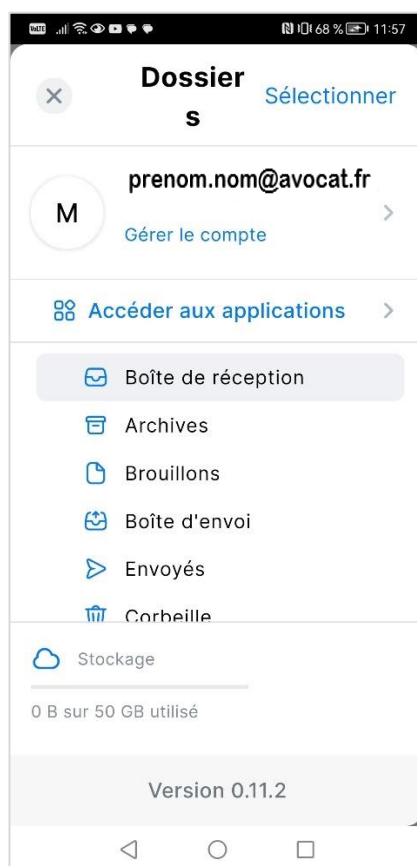 VoLTE 68 % 11:57
Dossier
s
Sélectionner
prenom.nom@avocat.fr
M
Gérer le compte
Accéder aux applications
Boîte de réception
Archives
Brouillons
Boîte d'envoi
Envoyés
Corbeille
Stockage
0 B sur 50 GB utilisé
Version 0.11.2